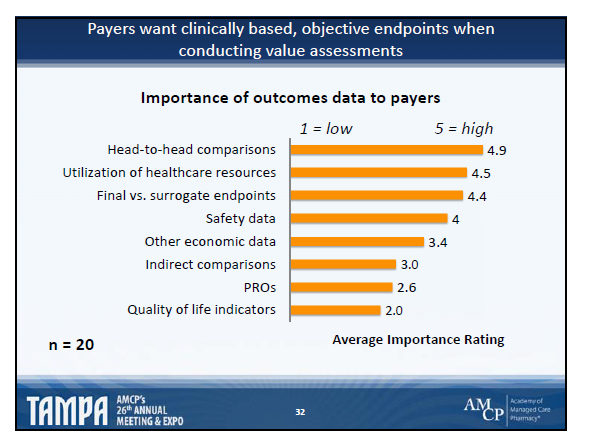 Payers want clinically based, objective endpoints when
conducting value assessments
Importance of outcomes data to payers
1 = low 5 = high
Head-to-head comparisons 4.9
Utilization of healthcare resources 4.5
Final vs. surrogate endpoints 4.4
Safety data 4
Other economic data 3.4
Indirect comparisons 3.0
PROs 2.6
Quality of life indicators 2.0
n = 20
Average Importance Rating
TAMPA
AMCP's
26th ANNUAL
MEETING & EXPO
32
AMCP
Academy of
Managed Care
Pharmacy®